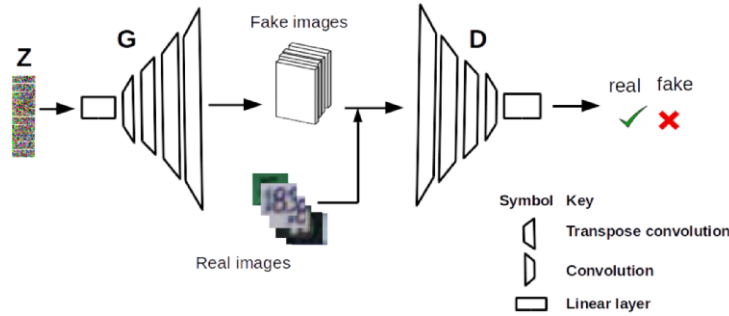 Fake images
Z
G
D
real fake
Real images
Symbol Key
Transpose convolution
Convolution
Linear layer